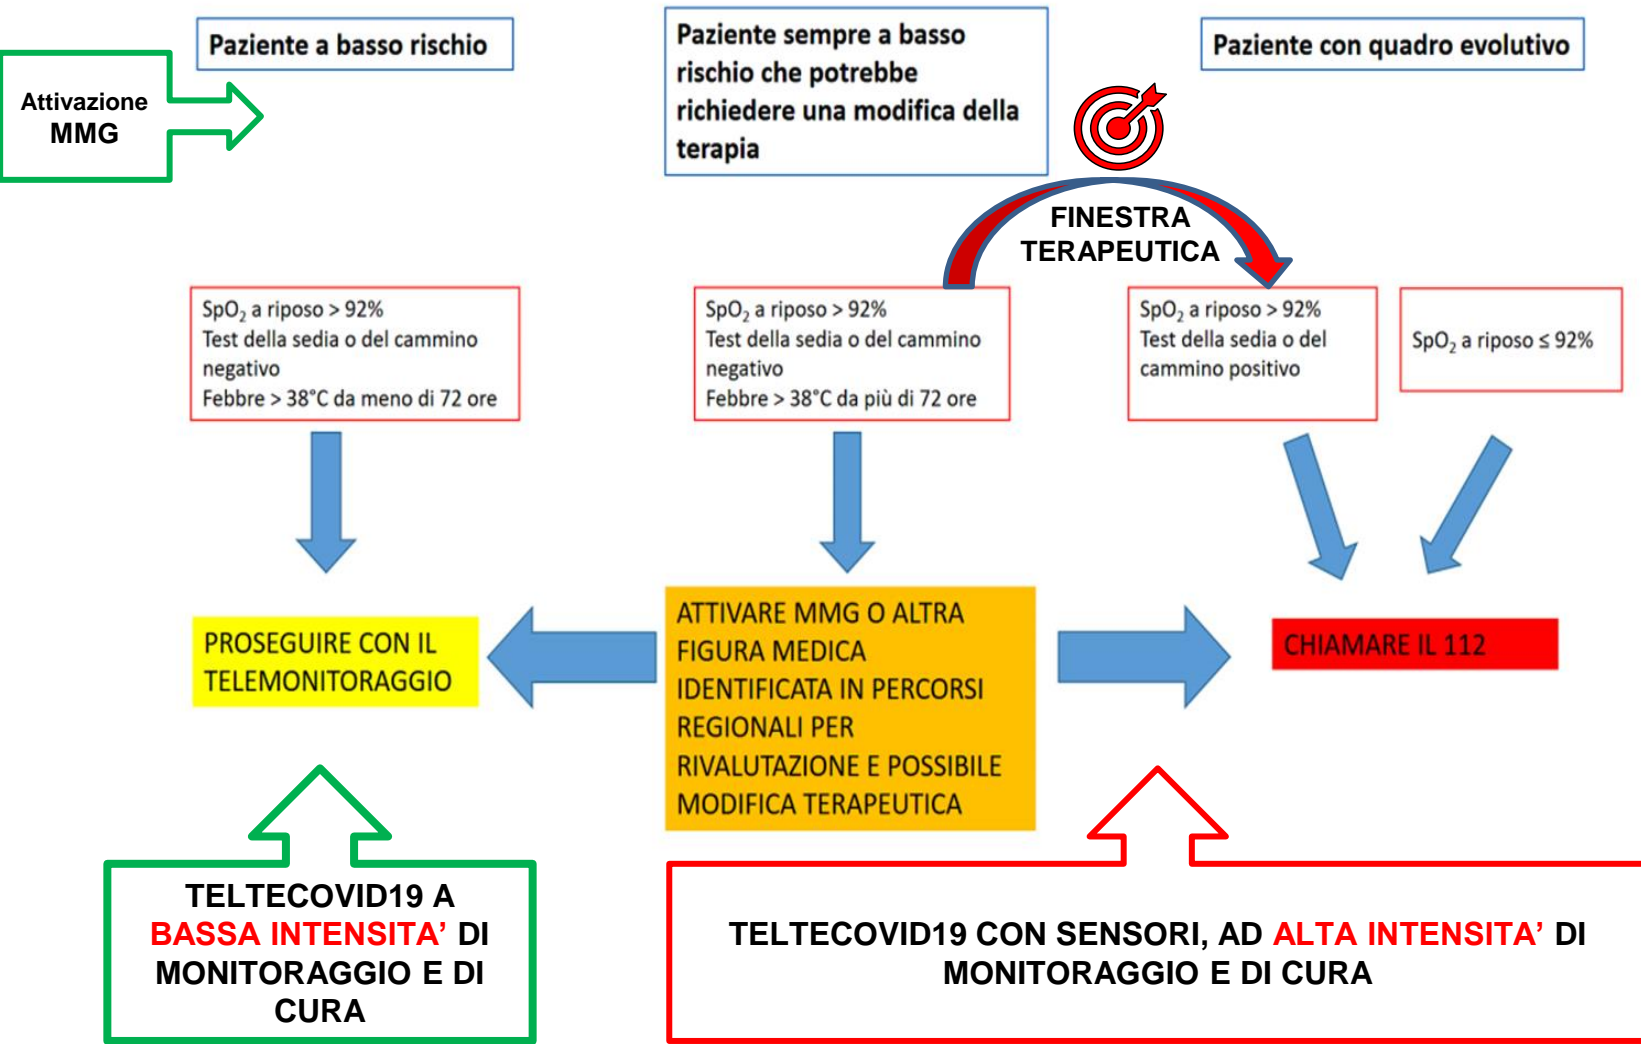 Attivazione
MMG
Paziente a basso rischio
Paziente sempre a basso
rischio che potrebbe
richiedere una modifica della
terapia
Paziente con quadro evolutivo
FINESTRA
TERAPEUTICA
SpO₂ a riposo > 92%
Test della sedia o del cammino
negativo
Febbre > 38°C da meno di 72 ore
SpO₂ a riposo > 92%
Test della sedia o del cammino
negativo
Febbre > 38°C da più di 72 ore
SpO₂ a riposo > 92%
Test della sedia o del
cammino positivo
SpO₂ a riposo ≤ 92%
PROSEGUIRE CON IL
TELEMONITORAGGIO
ATTIVARE MMG O ALTRA
FIGURA MEDICA
IDENTIFICATA IN PERCORSI
REGIONALI PER
RIVALUTAZIONE E POSSIBILE
MODIFICA TERAPEUTICA
CHIAMARE IL 112
TELTECOVID19 A
BASSA INTENSITA’ DI
MONITORAGGIO E DI
CURA
TELTECOVID19 CON SENSORI, AD ALTA INTENSITA’ DI
MONITORAGGIO E DI CURA